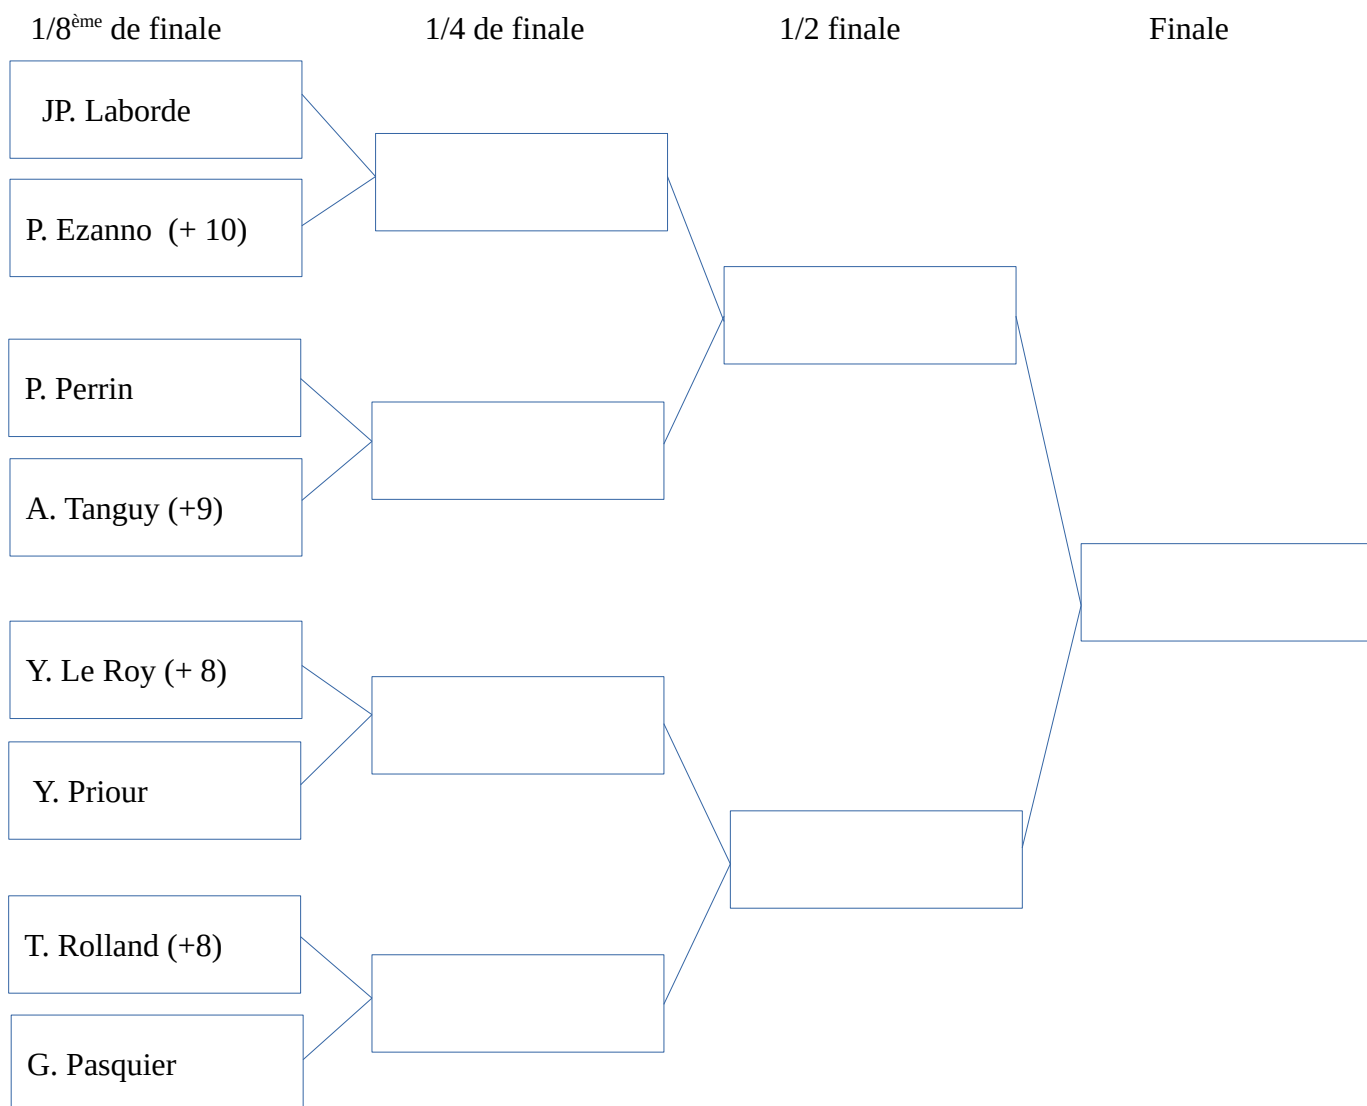 1/8ème de finale 1/4 de finale 1/2 finale Finale
JP. Laborde
P. Ezanno (+ 10)
P. Perrin
A. Tanguy (+9)
Y. Le Roy (+ 8)
Y. Priour
T. Rolland (+8)
G. Pasquier